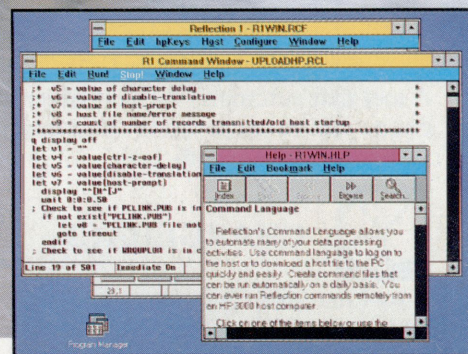 Reflection 1 - R1WIN.RCF
File Edit hpKeys Host Configure Window Help
R1 Command Window - UPLOADHP.RCL
File Edit Run! Stop! Window Help
;* v5 = value of character delay *
;* v6 = value of disable-translation *
;* v7 = value of host-prompt *
;* v8 = host file name/error message *
;* v9 = count of number of records transmitted/old host startup *
q display off
let v1 = ""
let v4 = value(ctrl-z-eof)
let v5 = value(character-delay)
let v6 = value(disable-translation
let v7 = value(host-prompt)
display
wait 0:0:0.50
; Check to see if PCLINK.PUB is in
if not exist("PCLINK.PUB")
let v8 = "PCLINK.PUB file not
goto timeout
endif
; Check to see if is in C
Line 19 of 501 Immediate On
29,1
Program Manager
Help - R1WIN.HLP
File Edit Bookmark Help
Index Browse Search..
Command Language
Reflection's Command Language allows you
to automate many of your data processing
activities. Use command language to log on to
the host or to download a host file to the PC
quickly and easily. Create command files that
can be run automatically on a daily basis. You
can even run Reflection commands remotely from
an HP 3000 host computer.
Click on one of the items below or use the